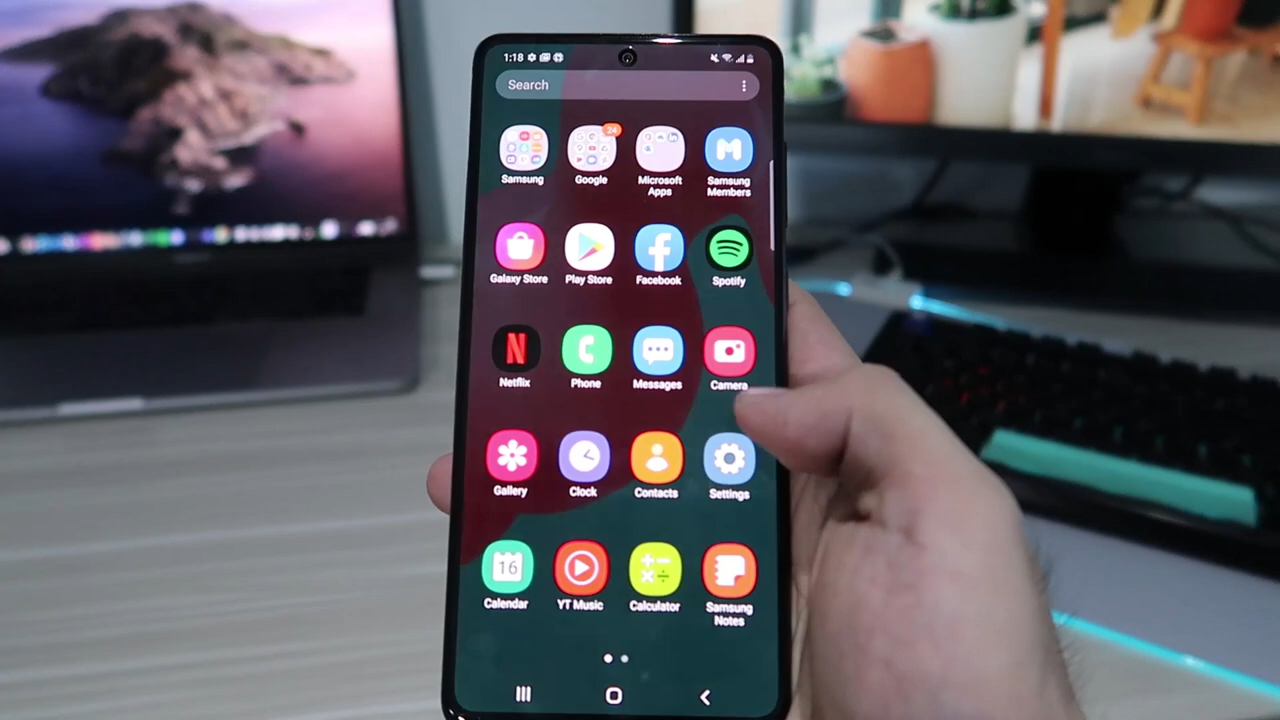 1:18
Search
24
Samsung
Google
Microsoft
Apps
Samsung
Members
Galaxy Store
Play Store
Facebook
Spotify
N
Netflix
Phone
Messages
Camera
Gallery
Clock
Contacts
Settings
16
Calendar
YT Music
Calculator
Samsung
Notes